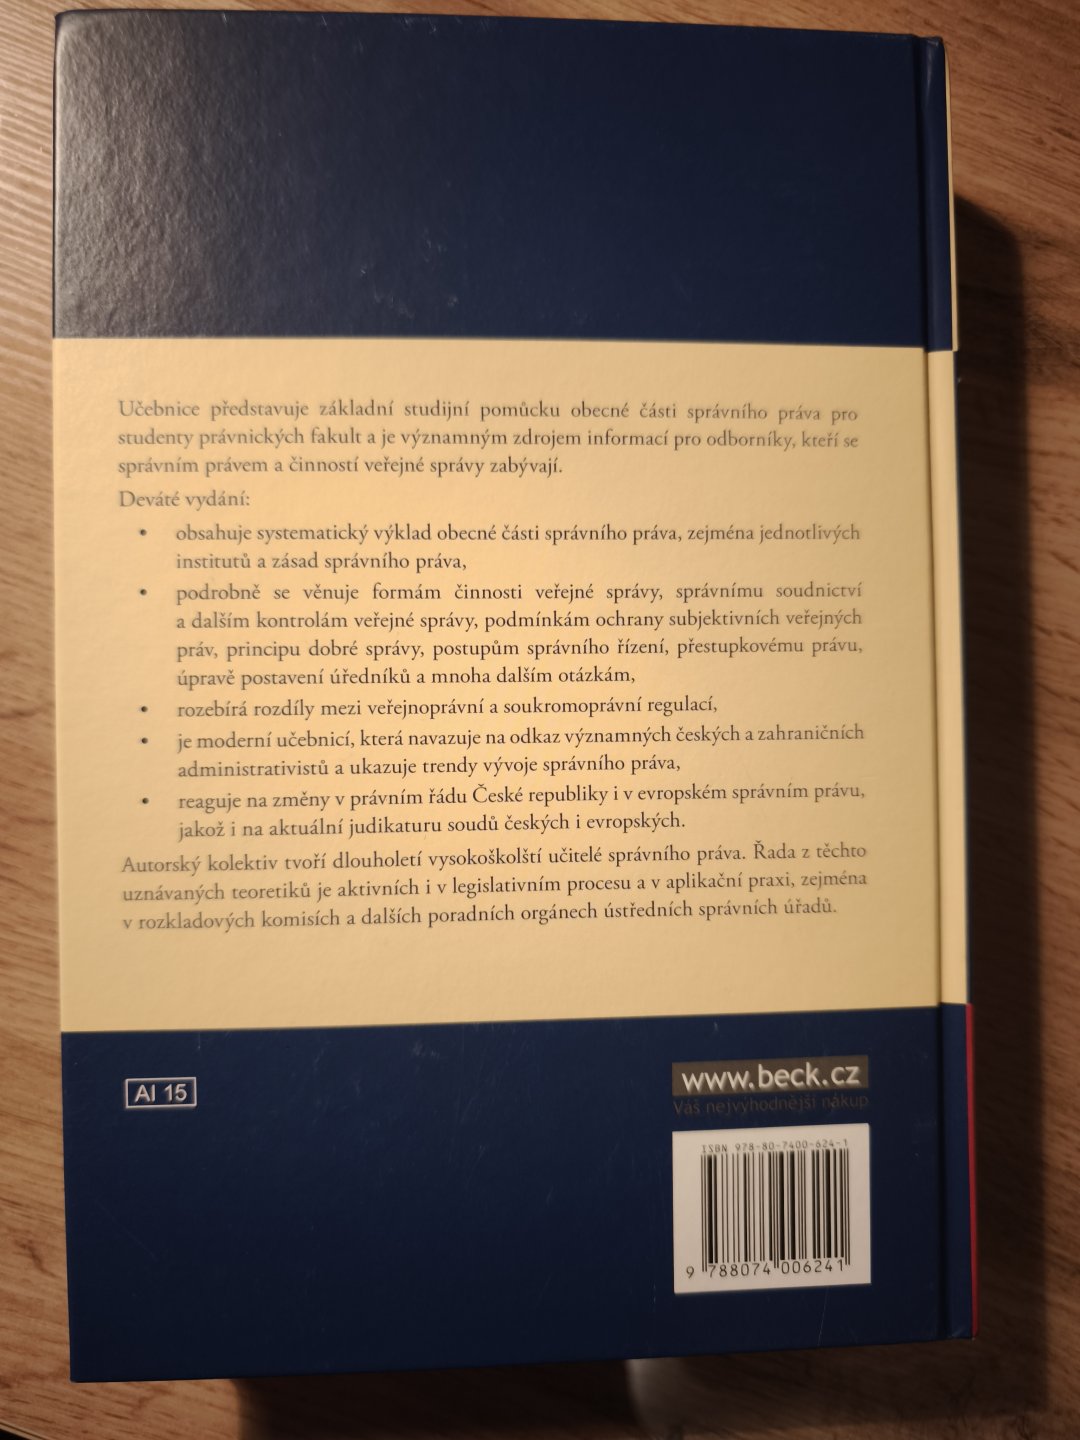 Učebnice představuje základní studijní pomůcku obecné části správního práva pro
studenty právnických fakult a je významným zdrojem informací pro odborníky, kteří se
správním právem a činností veřejné správy zabývají.
Deváté vydání:
• obsahuje systematický výklad obecné části správního práva, zejména jednotlivých
institutů a zásad správního práva,
• podrobně se věnuje formám činnosti veřejné správy, správnímu soudnictví
a dalším kontrolám veřejné správy, podmínkám ochrany subjektivních veřejných
práv, principu dobré správy, postupům správního řízení, přestupkovému právu,
úpravě postavení úředníků a mnoha dalším otázkám,
• rozebírá rozdíly mezi veřejnoprávní a soukromoprávní regulací,
• je moderní učebnicí, která navazuje na odkaz významných českých a zahraničních
administrativistů a ukazuje trendy vývoje správního práva,
• reaguje na změny v právním řádu České republiky i v evropském správním právu,
jakož i na aktuální judikaturu soudů českých i evropských.
Autorský kolektiv tvoří dlouholetí vysokoškolští učitelé správního práva. Řada z těchto
uznávaných teoretiků je aktivních i v legislativním procesu a v aplikační praxi, zejména
v rozkladových komisích a dalších poradních orgánech ústředních správních úřadů.
AI 15
www.beck.cz
Váš nejvýhodnější nákup
ISBN 978-80-7400-624-1
9 788074 006241